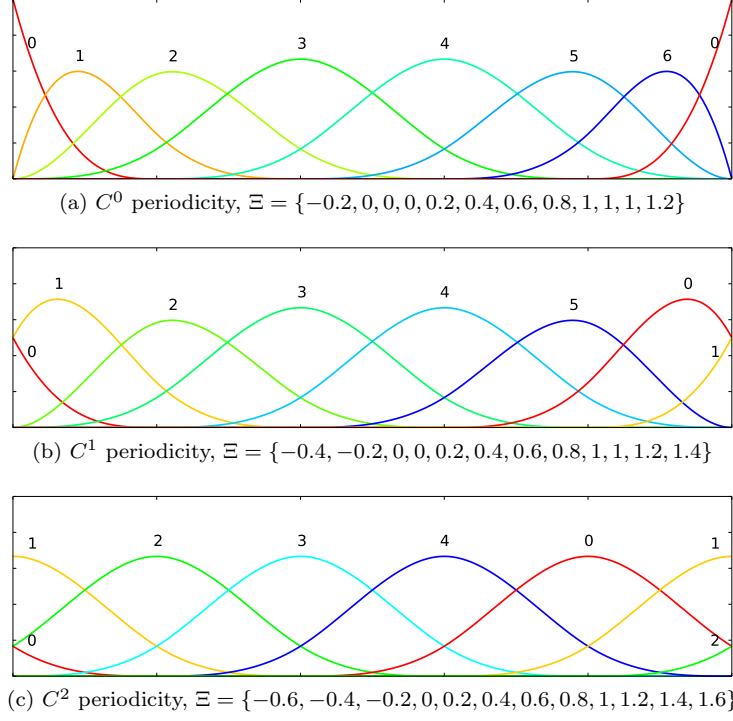 0 1 2 3 4 5 6 0
(a) C⁰ periodicity, Ξ = {−0.2, 0, 0, 0, 0.2, 0.4, 0.6, 0.8, 1, 1, 1, 1.2}
1 2 3 4 5 0
0 1
(b) C¹ periodicity, Ξ = {−0.4, −0.2, 0, 0, 0.2, 0.4, 0.6, 0.8, 1, 1, 1.2, 1.4}
1 2 3 4 0 1
0 2
(c) C² periodicity, Ξ = {−0.6, −0.4, −0.2, 0, 0.2, 0.4, 0.6, 0.8, 1, 1.2, 1.4, 1.6}